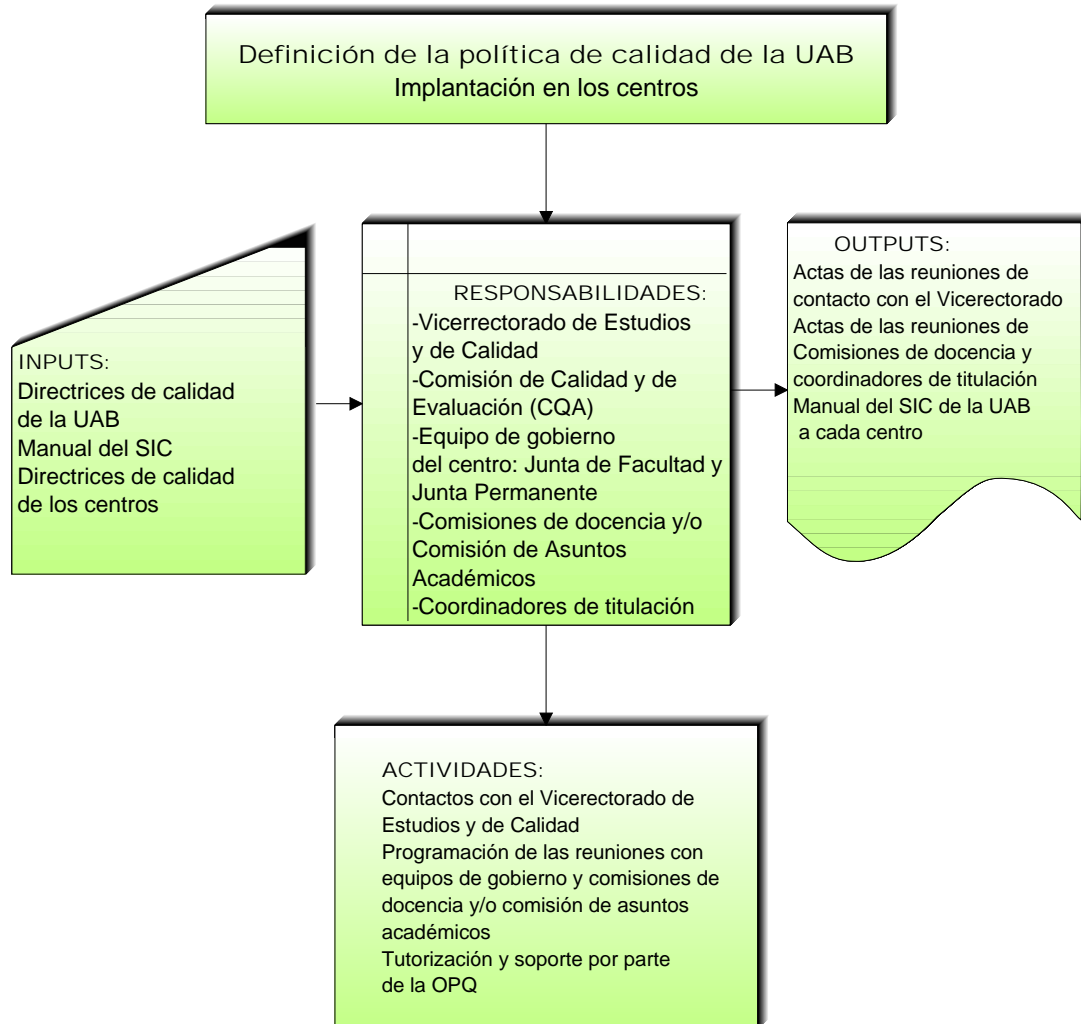 Definición de la política de calidad de la UAB
Implantación en los centros
INPUTS:
Directrices de calidad
de la UAB
Manual del SIC
Directrices de calidad
de los centros
RESPONSABILIDADES:
-Vicerrectorado de Estudios
y de Calidad
-Comisión de Calidad y de
Evaluación (CQA)
-Equipo de gobierno
del centro: Junta de Facultad y
Junta Permanente
-Comisiones de docencia y/o
Comisión de Asuntos
Académicos
-Coordinadores de titulación
OUTPUTS:
Actas de las reuniones de
contacto con el Vicerectorado
Actas de las reuniones de
Comisiones de docencia y
coordinadores de titulación
Manual del SIC de la UAB
a cada centro
ACTIVIDADES:
Contactos con el Vicerectorado de
Estudios y de Calidad
Programación de las reuniones con
equipos de gobierno y comisiones de
docencia y/o comisión de asuntos
académicos
Tutorización y soporte por parte
de la OPQ